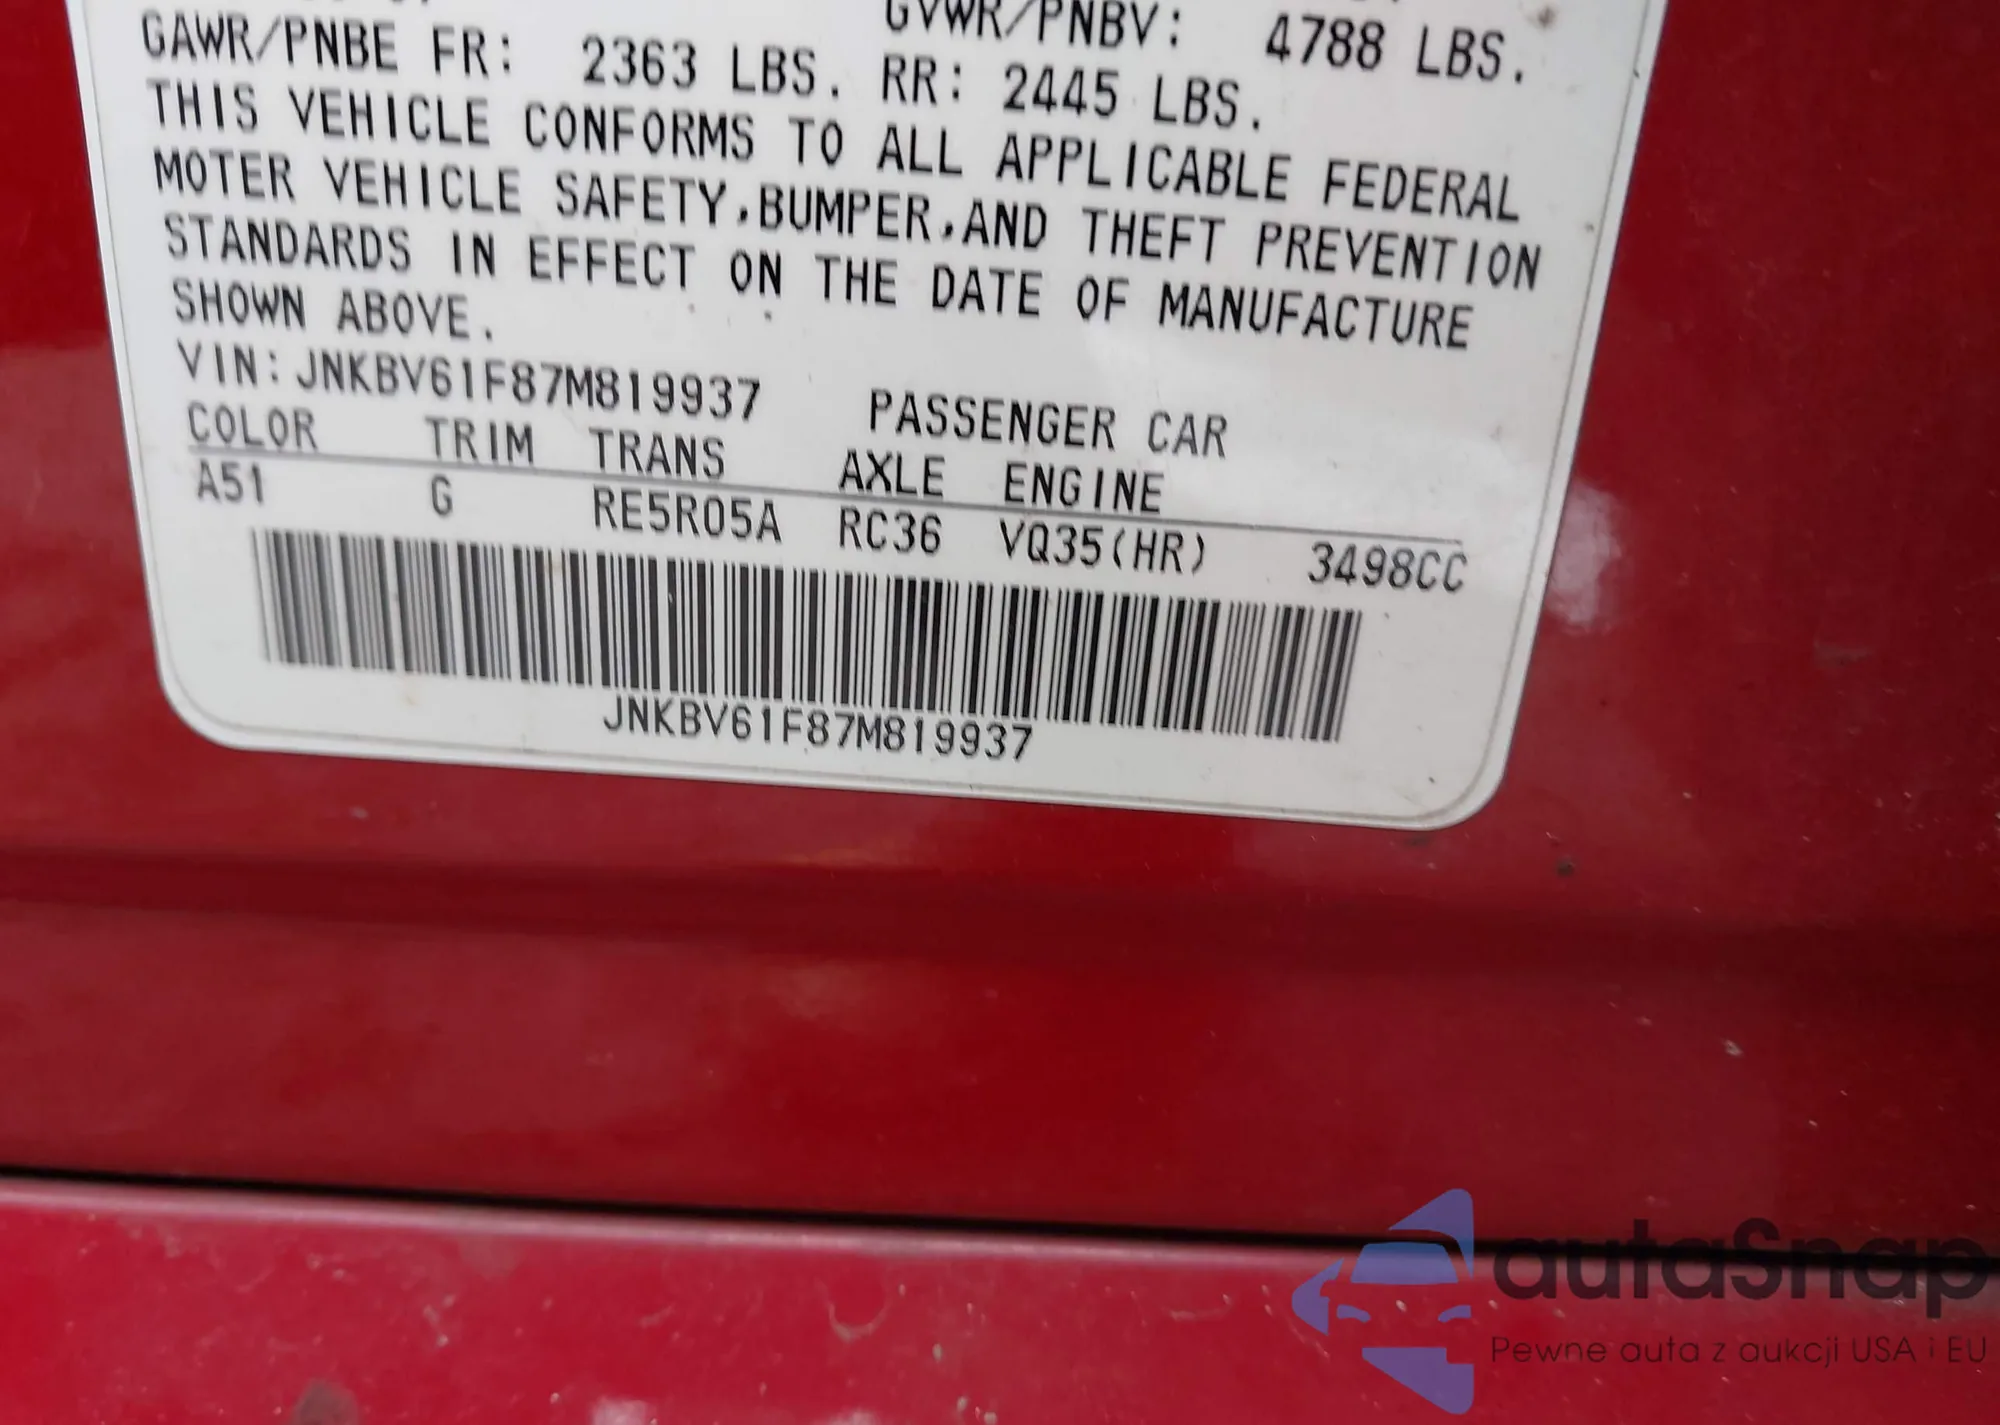 GVWR/PNBV: 4788 LBS.
GAWR/PNBE FR: 2363 LBS. RR: 2445 LBS.
THIS VEHICLE CONFORMS TO ALL APPLICABLE FEDERAL
MOTER VEHICLE SAFETY,BUMPER,AND THEFT PREVENTION
STANDARDS IN EFFECT ON THE DATE OF MANUFACTURE
SHOWN ABOVE.
VIN:JNKBV61F87M819937 PASSENGER CAR
COLOR TRIM TRANS AXLE ENGINE
A51 G RE5R05A RC36 VQ35(HR) 3498CC
JNKBV61F87M819937
autaSnap
Pewne auta z aukcji USA i EU